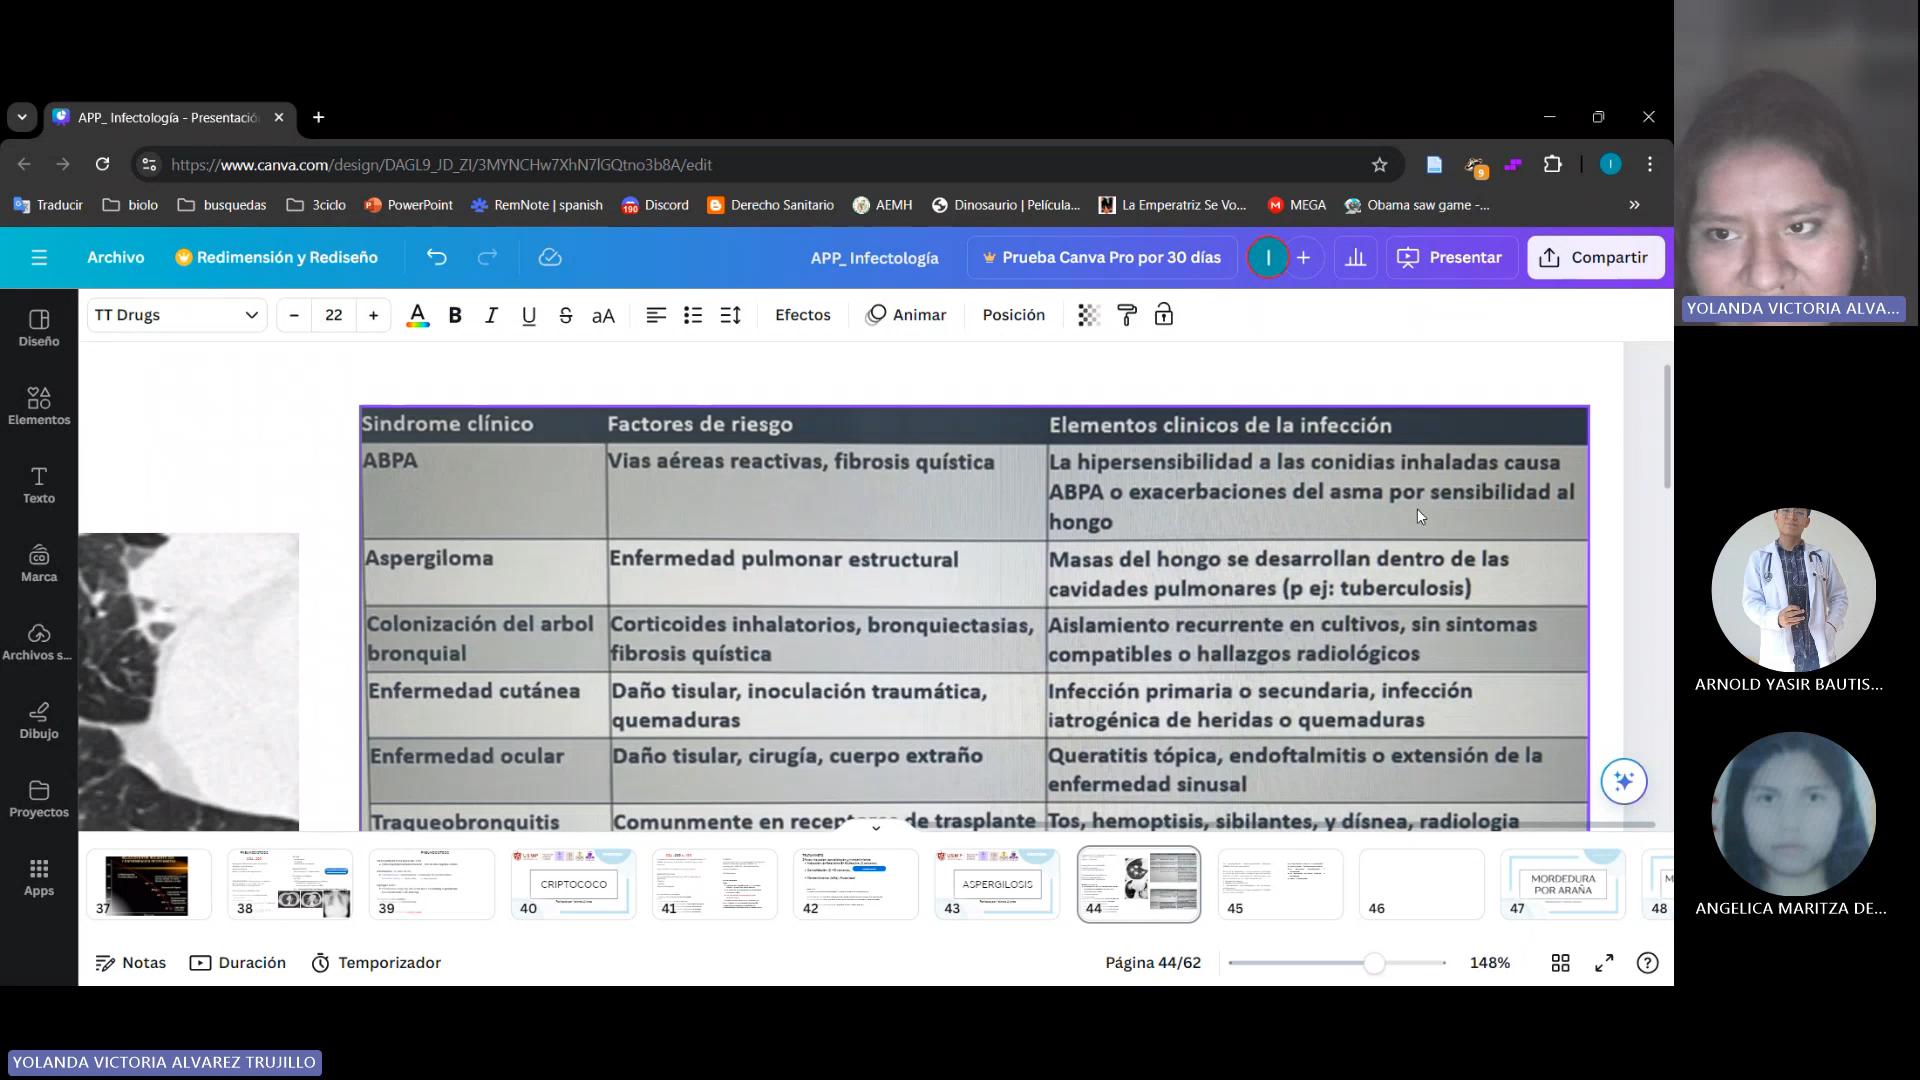 APP_ Infectología - Presentació
https://www.canva.com/design/DAGL9_JD_ZI/3MYNCHw7XhN7lGQtno3b8A/edit
Traducir
biolo
busquedas
3ciclo
PowerPoint
RemNote | spanish
Discord
Derecho Sanitario
AEMH
Dinosaurio | Película...
La Emperatriz Se Vo...
MEGA
Obama saw game -...
Archivo
Redimensión y Rediseño
APP_ Infectología
Prueba Canva Pro por 30 días
Presentar
Compartir
TT Drugs
22
Efectos
Animar
Posición
Diseño
Elementos
Texto
Marca
Archivos s...
Dibujo
Proyectos
Apps
Sindrome clínico Factores de riesgo Elementos clinicos de la infección
ABPA Vias aéreas reactivas, fibrosis quística La hipersensibilidad a las conidias inhaladas causa
ABPA o exacerbaciones del asma por sensibilidad al
hongo
Aspergiloma Enfermedad pulmonar estructural Masas del hongo se desarrollan dentro de las
cavidades pulmonares (p ej: tuberculosis)
Colonización del arbol Corticoides inhalatorios, bronquiectasias, Aislamiento recurrente en cultivos, sin sintomas
bronquial fibrosis quística compatibles o hallazgos radiológicos
Enfermedad cutánea Daño tisular, inoculación traumática, Infección primaria o secundaria, infección
quemaduras iatrogénica de heridas o quemaduras
Enfermedad ocular Daño tisular, cirugía, cuerpo extraño Queratitis tópica, endoftalmitis o extensión de la
enfermedad sinusal
Traqueobronquitis Comunmente en receptores de trasplante Tos, hemoptisis, sibilantes, y dísnea, radiologia
37
38
39
CRIPTOCOCO
40
41
42
ASPERGILOSIS
43
44
45
46
MORDEDURA
POR ARAÑA
47
48
Notas
Duración
Temporizador
Página 44/62
148%
YOLANDA VICTORIA ALVA...
ARNOLD YASIR BAUTIS...
ANGELICA MARITZA DE...
YOLANDA VICTORIA ALVAREZ TRUJILLO